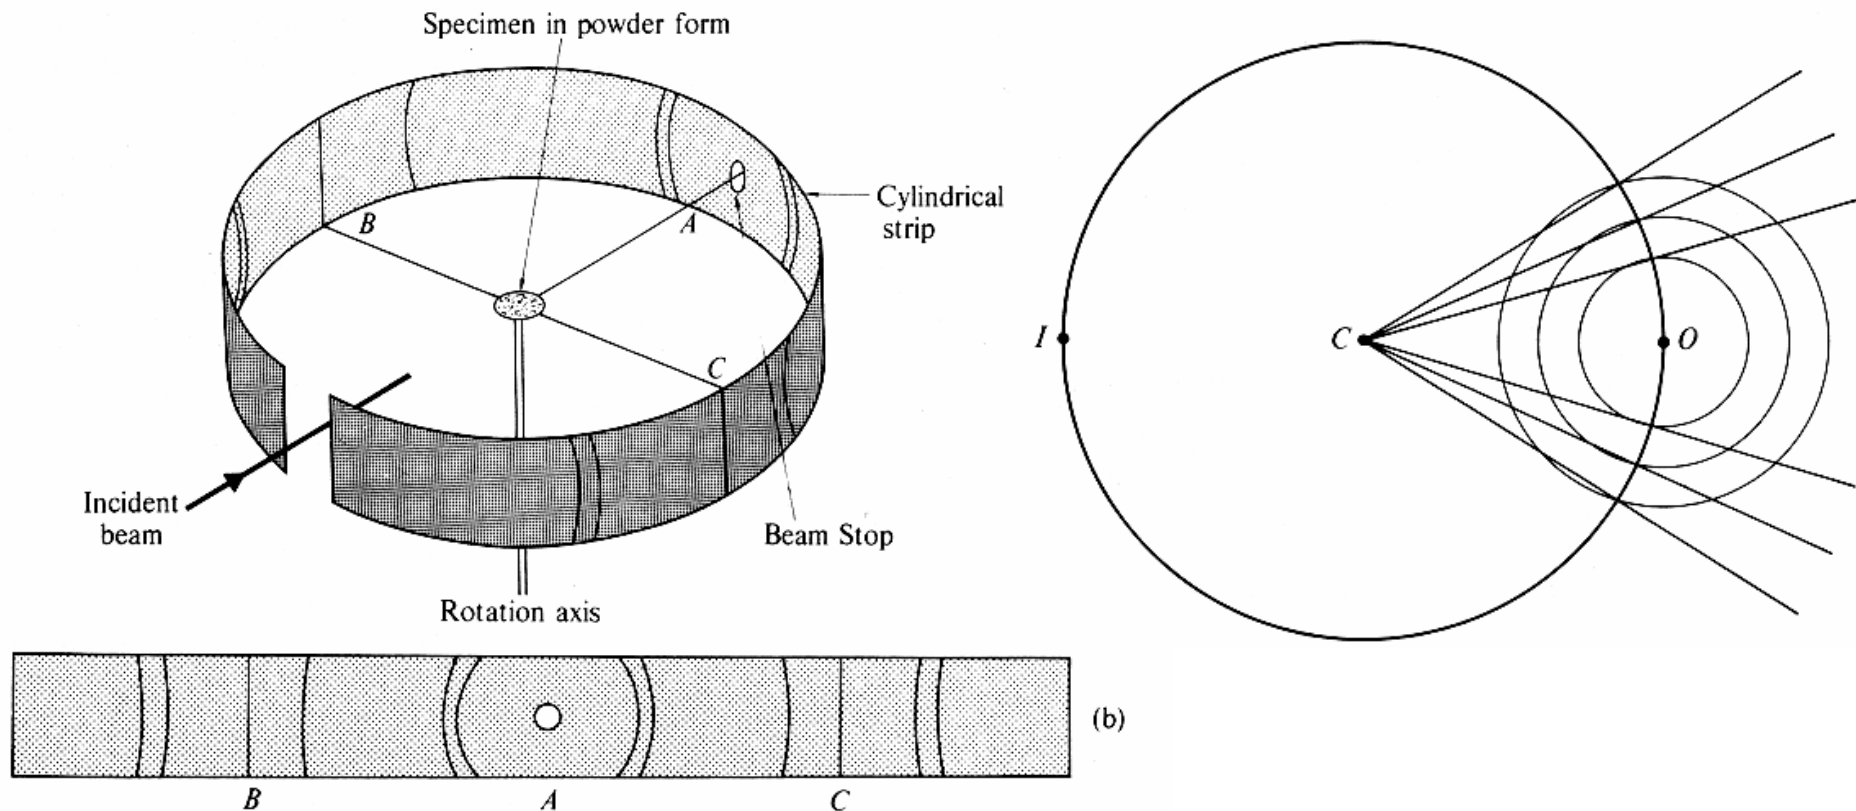 Specimen in powder form
B
A
Cylindrical
strip
C
Incident
beam
Beam Stop
Rotation axis
I
C
O
(b)
B
A
C